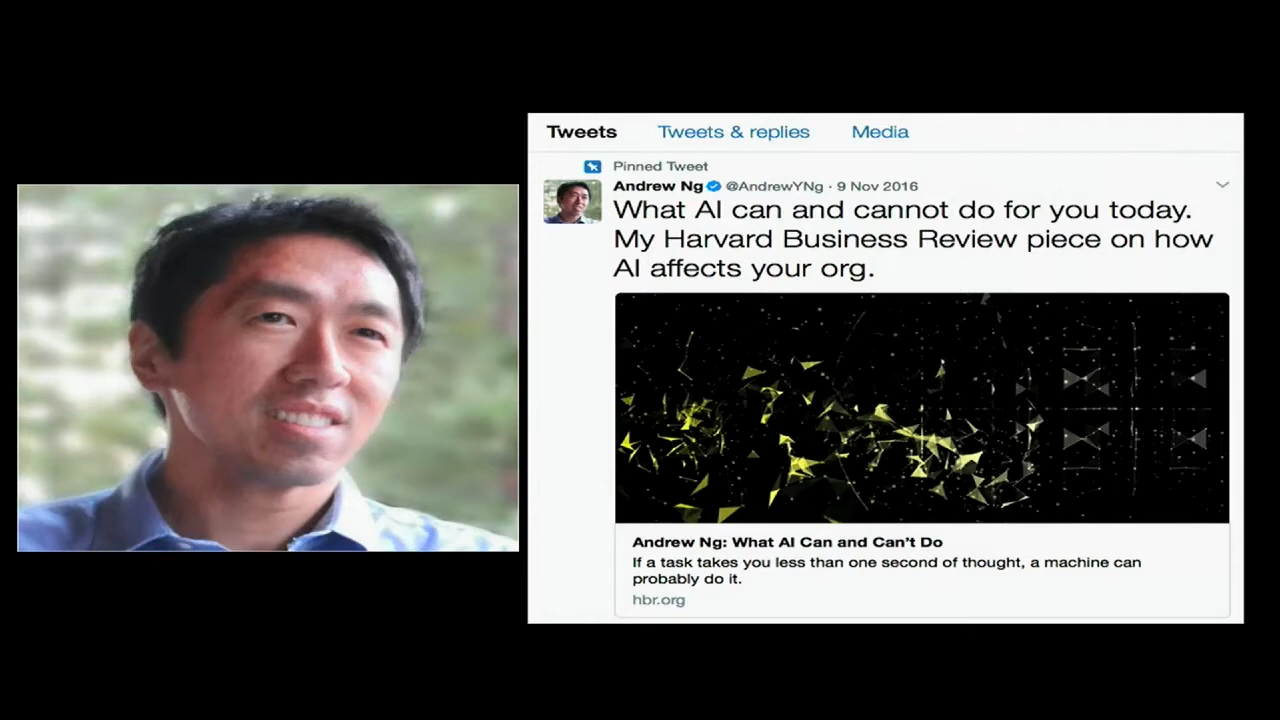 Tweets Tweets & replies Media
Pinned Tweet
Andrew Ng @AndrewYNg · 9 Nov 2016
What AI can and cannot do for you today.
My Harvard Business Review piece on how
AI affects your org.
Andrew Ng: What AI Can and Can't Do
If a task takes you less than one second of thought, a machine can
probably do it.
hbr.org